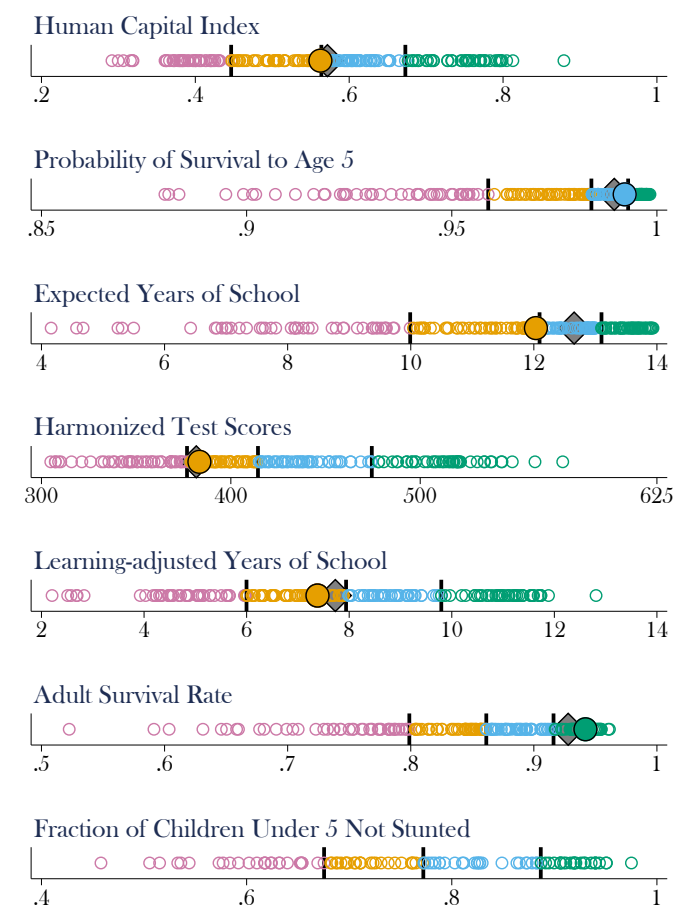 Human Capital Index
.2 .4 .6 .8 1
Probability of Survival to Age 5
.85 .9 .95 1
Expected Years of School
4 6 8 10 12 14
Harmonized Test Scores
300 400 500 625
Learning-adjusted Years of School
2 4 6 8 10 12 14
Adult Survival Rate
.5 .6 .7 .8 .9 1
Fraction of Children Under 5 Not Stunted
.4 .6 .8 1